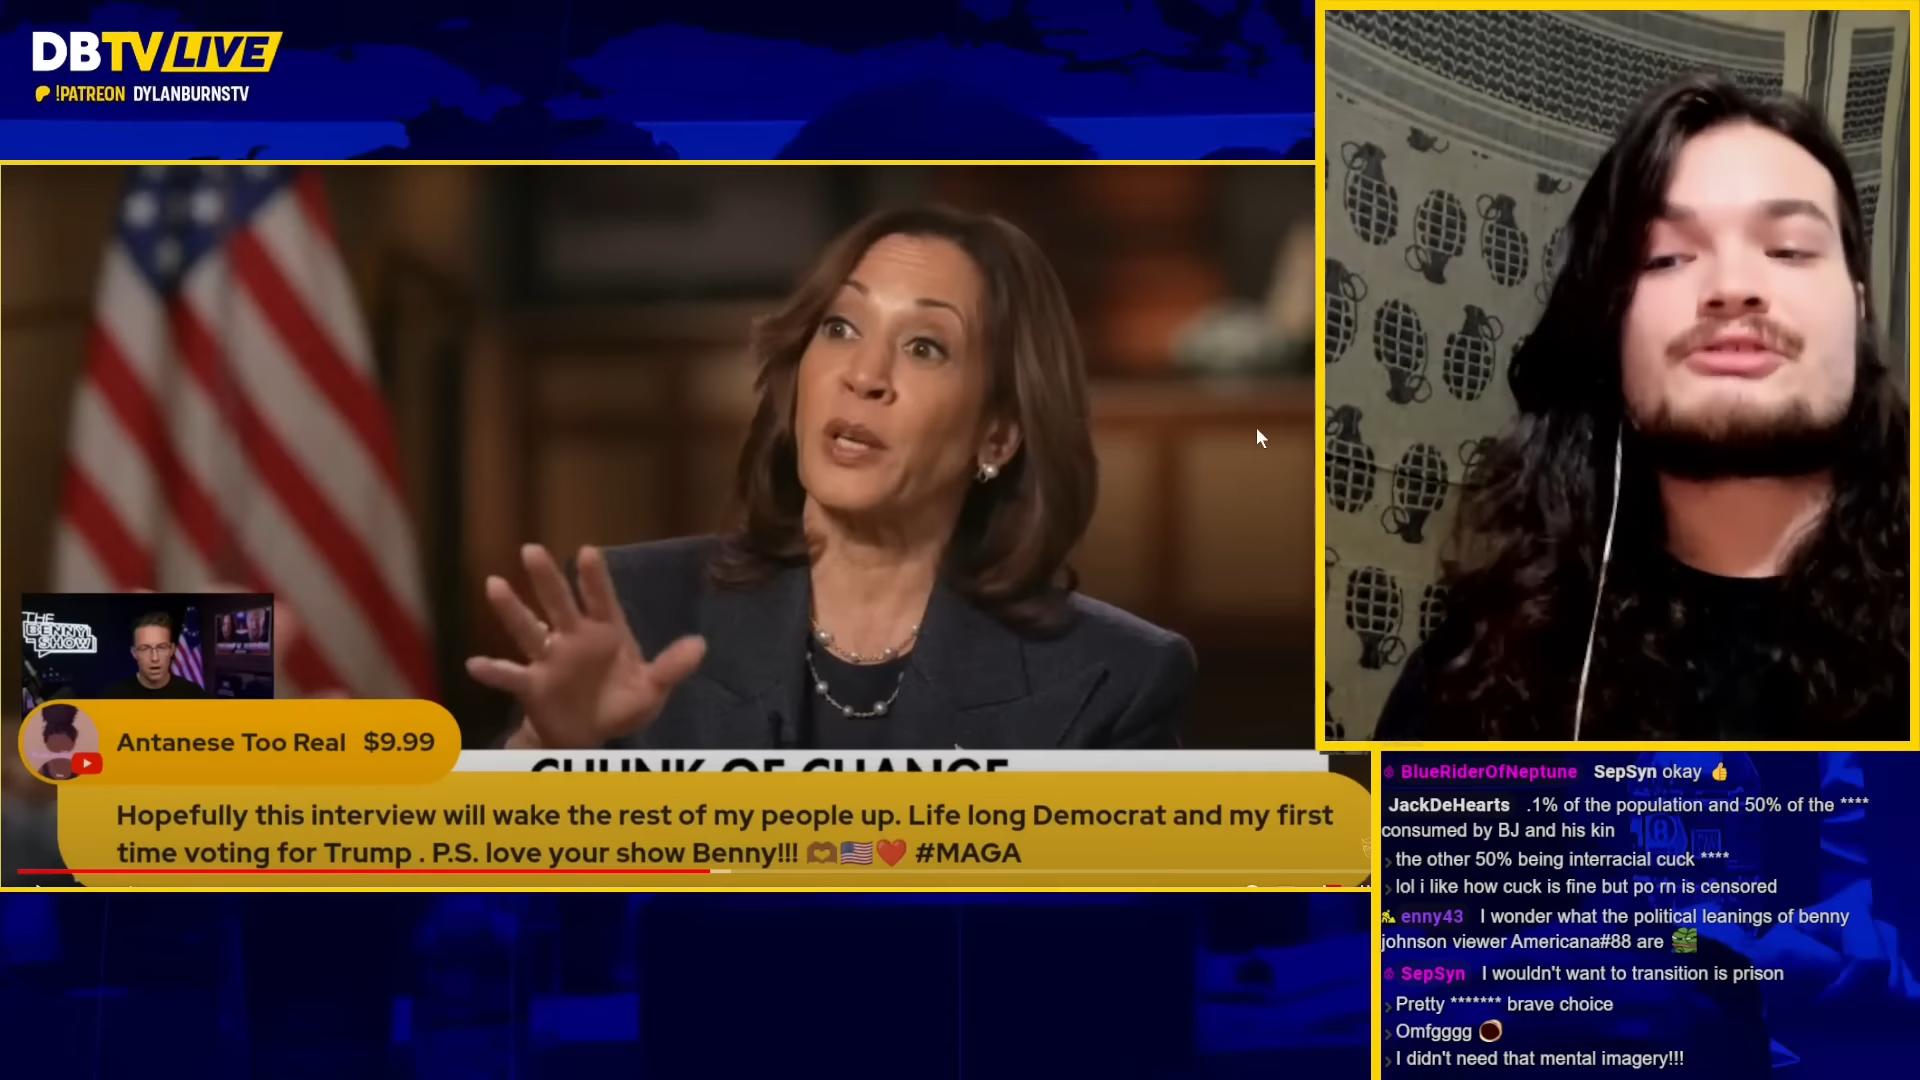 DBTV LIVE
!PATREON DYLANBURNSTV
THE
BENNY
SHOW
Antanese Too Real $9.99
CHUNK OF CHANGE
Hopefully this interview will wake the rest of my people up. Life long Democrat and my first
time voting for Trump . P.S. love your show Benny!!! 🫶🏾🇺🇸❤️ #MAGA
BlueRiderOfNeptune SepSyn okay 👍
JackDeHearts .1% of the population and 50% of the ****
consumed by BJ and his kin
the other 50% being interracial cuck ****
lol i like how cuck is fine but po rn is censored
enny43 I wonder what the political leanings of benny
johnson viewer Americana#88 are
SepSyn I wouldn't want to transition is prison
Pretty ******* brave choice
Omfgggg
I didn't need that mental imagery!!!